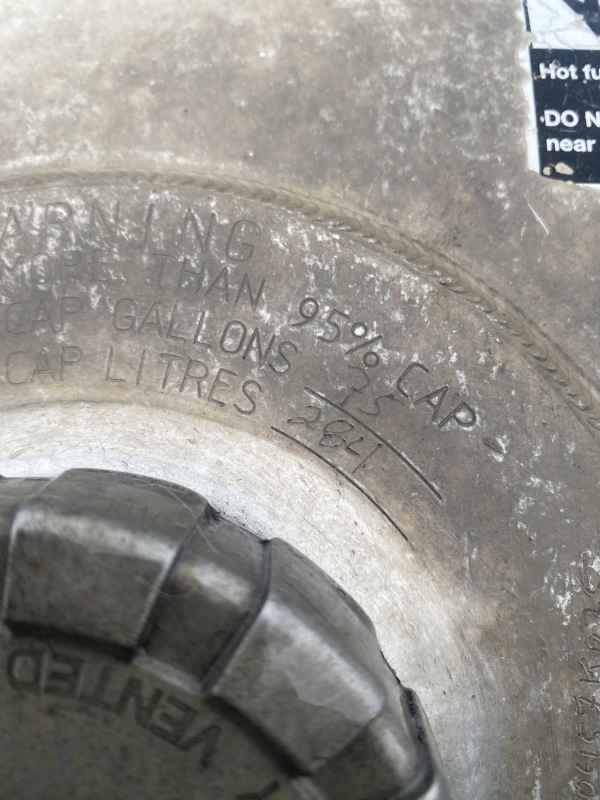 Hot fu
DO N
near
ARNING
MORE THAN 95% CAP.
CAP GALLONS 75
CAP LITRES 284
VENTED